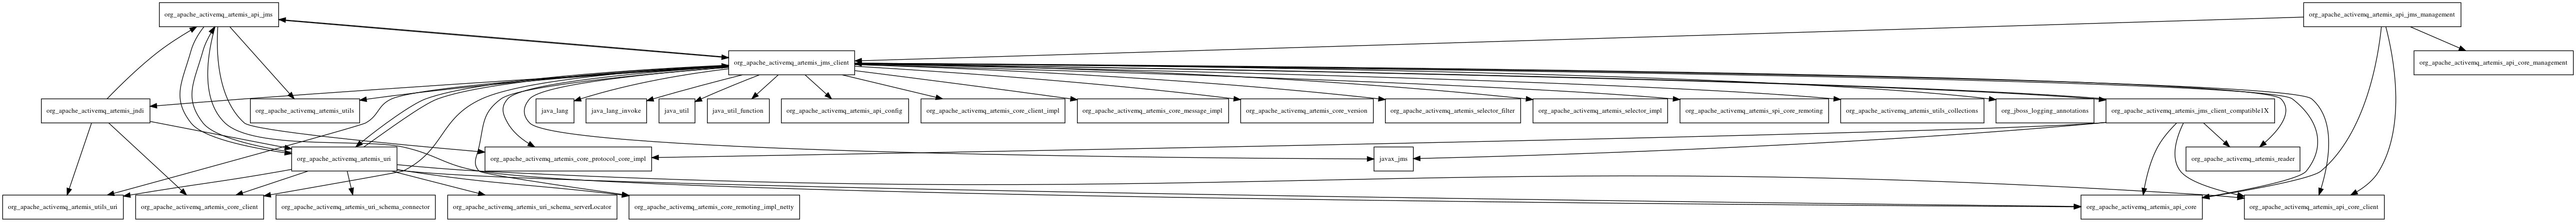 org_apache_activemq_artemis_api_jms
org_apache_activemq_artemis_api_jms_management
org_apache_activemq_artemis_jms_client
org_apache_activemq_artemis_api_core_management
org_apache_activemq_artemis_jndi
org_apache_activemq_artemis_utils
java_lang
java_lang_invoke
java_util
java_util_function
org_apache_activemq_artemis_api_config
org_apache_activemq_artemis_core_client_impl
org_apache_activemq_artemis_core_message_impl
org_apache_activemq_artemis_core_version
org_apache_activemq_artemis_selector_filter
org_apache_activemq_artemis_selector_impl
org_apache_activemq_artemis_spi_core_remoting
org_apache_activemq_artemis_utils_collections
org_jboss_logging_annotations
org_apache_activemq_artemis_jms_client_compatible1X
org_apache_activemq_artemis_uri
org_apache_activemq_artemis_core_protocol_core_impl
javax_jms
org_apache_activemq_artemis_reader
org_apache_activemq_artemis_utils_uri
org_apache_activemq_artemis_core_client
org_apache_activemq_artemis_uri_schema_connector
org_apache_activemq_artemis_uri_schema_serverLocator
org_apache_activemq_artemis_core_remoting_impl_netty
org_apache_activemq_artemis_api_core
org_apache_activemq_artemis_api_core_client